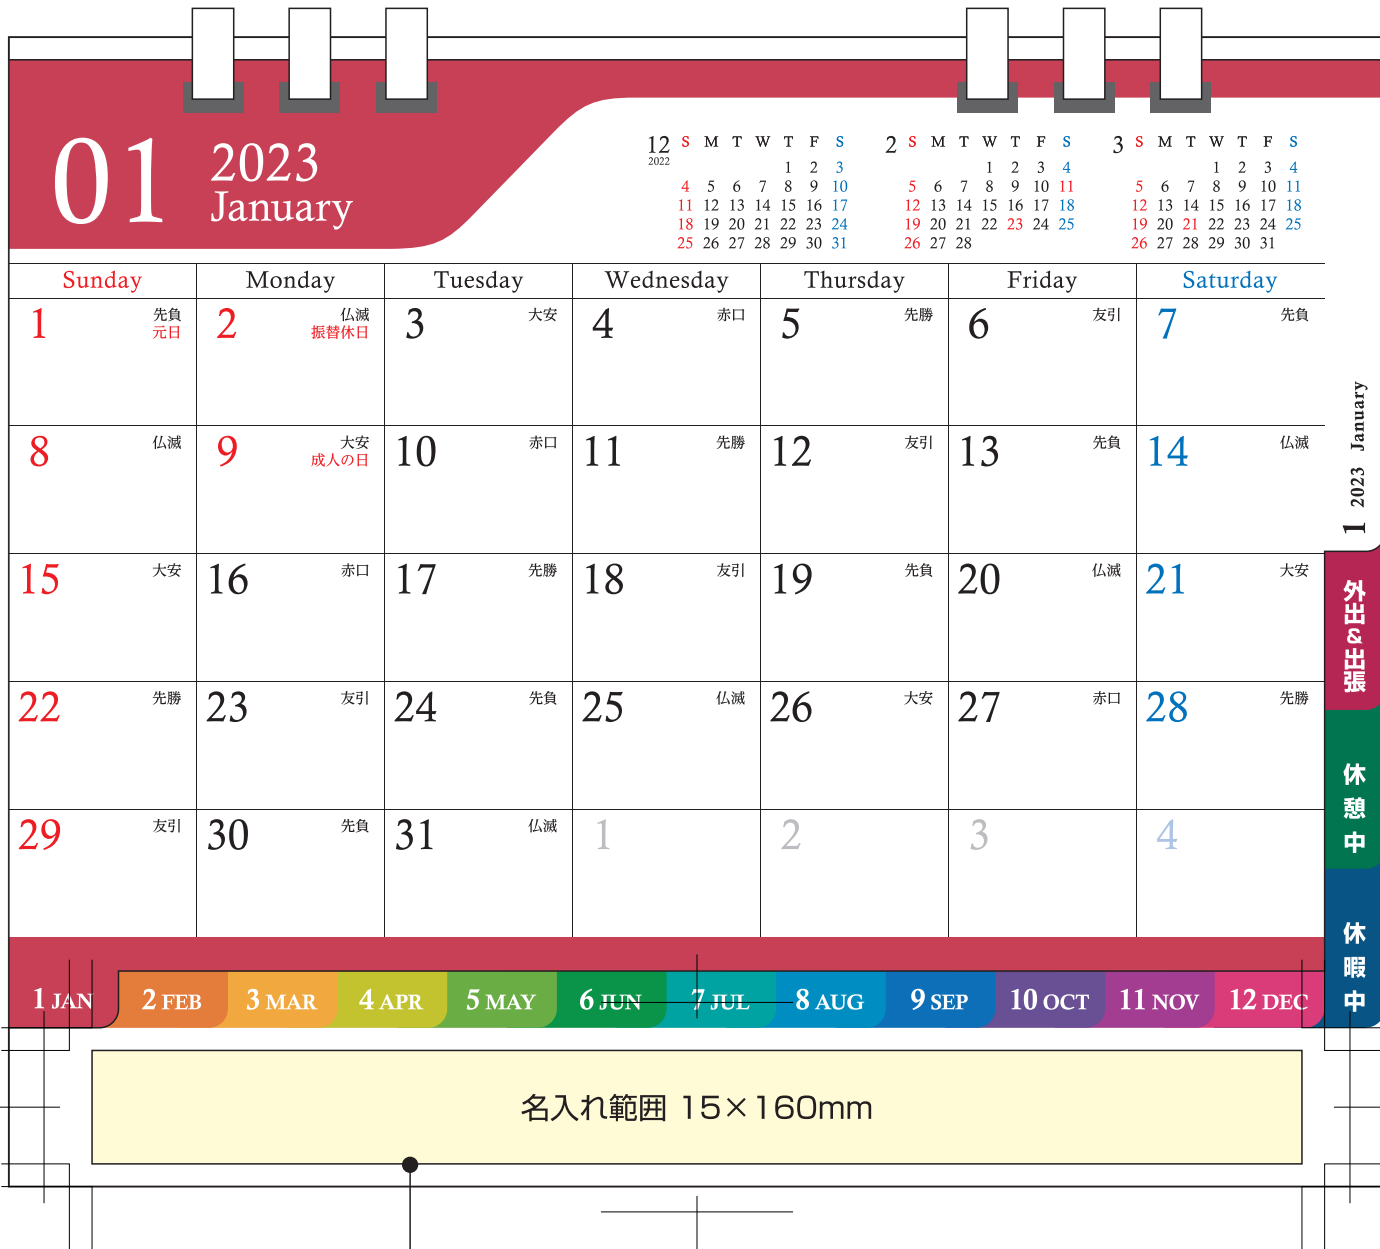 01
2023
January
12 S M T W T F S
2022
1 2 3
4 5 6 7 8 9 10
11 12 13 14 15 16 17
18 19 20 21 22 23 24
25 26 27 28 29 30 31
2 S M T W T F S
1 2 3 4
5 6 7 8 9 10 11
12 13 14 15 16 17 18
19 20 21 22 23 24 25
26 27 28
3 S M T W T F S
1 2 3 4
5 6 7 8 9 10 11
12 13 14 15 16 17 18
19 20 21 22 23 24 25
26 27 28 29 30 31
Sunday Monday Tuesday Wednesday Thursday Friday Saturday
1 先負 2 仏滅 3 大安 4 赤口 5 先勝 6 友引 7 先負
元日 振替休日
8 仏滅 9 大安 10 赤口 11 先勝 12 友引 13 先負 14 仏滅
成人の日
15 大安 16 赤口 17 先勝 18 友引 19 先負 20 仏滅 21 大安
22 先勝 23 友引 24 先負 25 仏滅 26 大安 27 赤口 28 先勝
29 友引 30 先負 31 仏滅 1 2 3 4
1 2023 January
外出&出張
休憩中
休暇中
1 JAN 2 FEB 3 MAR 4 APR 5 MAY 6 JUN 7 JUL 8 AUG 9 SEP 10 OCT 11 NOV 12 DEC
名入れ範囲 15×160mm